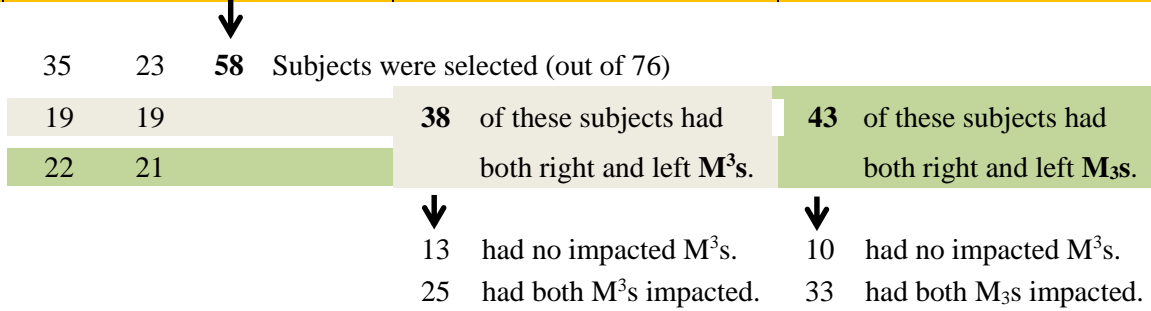 35 23 58 Subjects were selected (out of 76)
19 19 38 of these subjects had 43 of these subjects had
22 21 both right and left M³s. both right and left M₃s.
13 had no impacted M³s. 10 had no impacted M³s.
25 had both M³s impacted. 33 had both M₃s impacted.